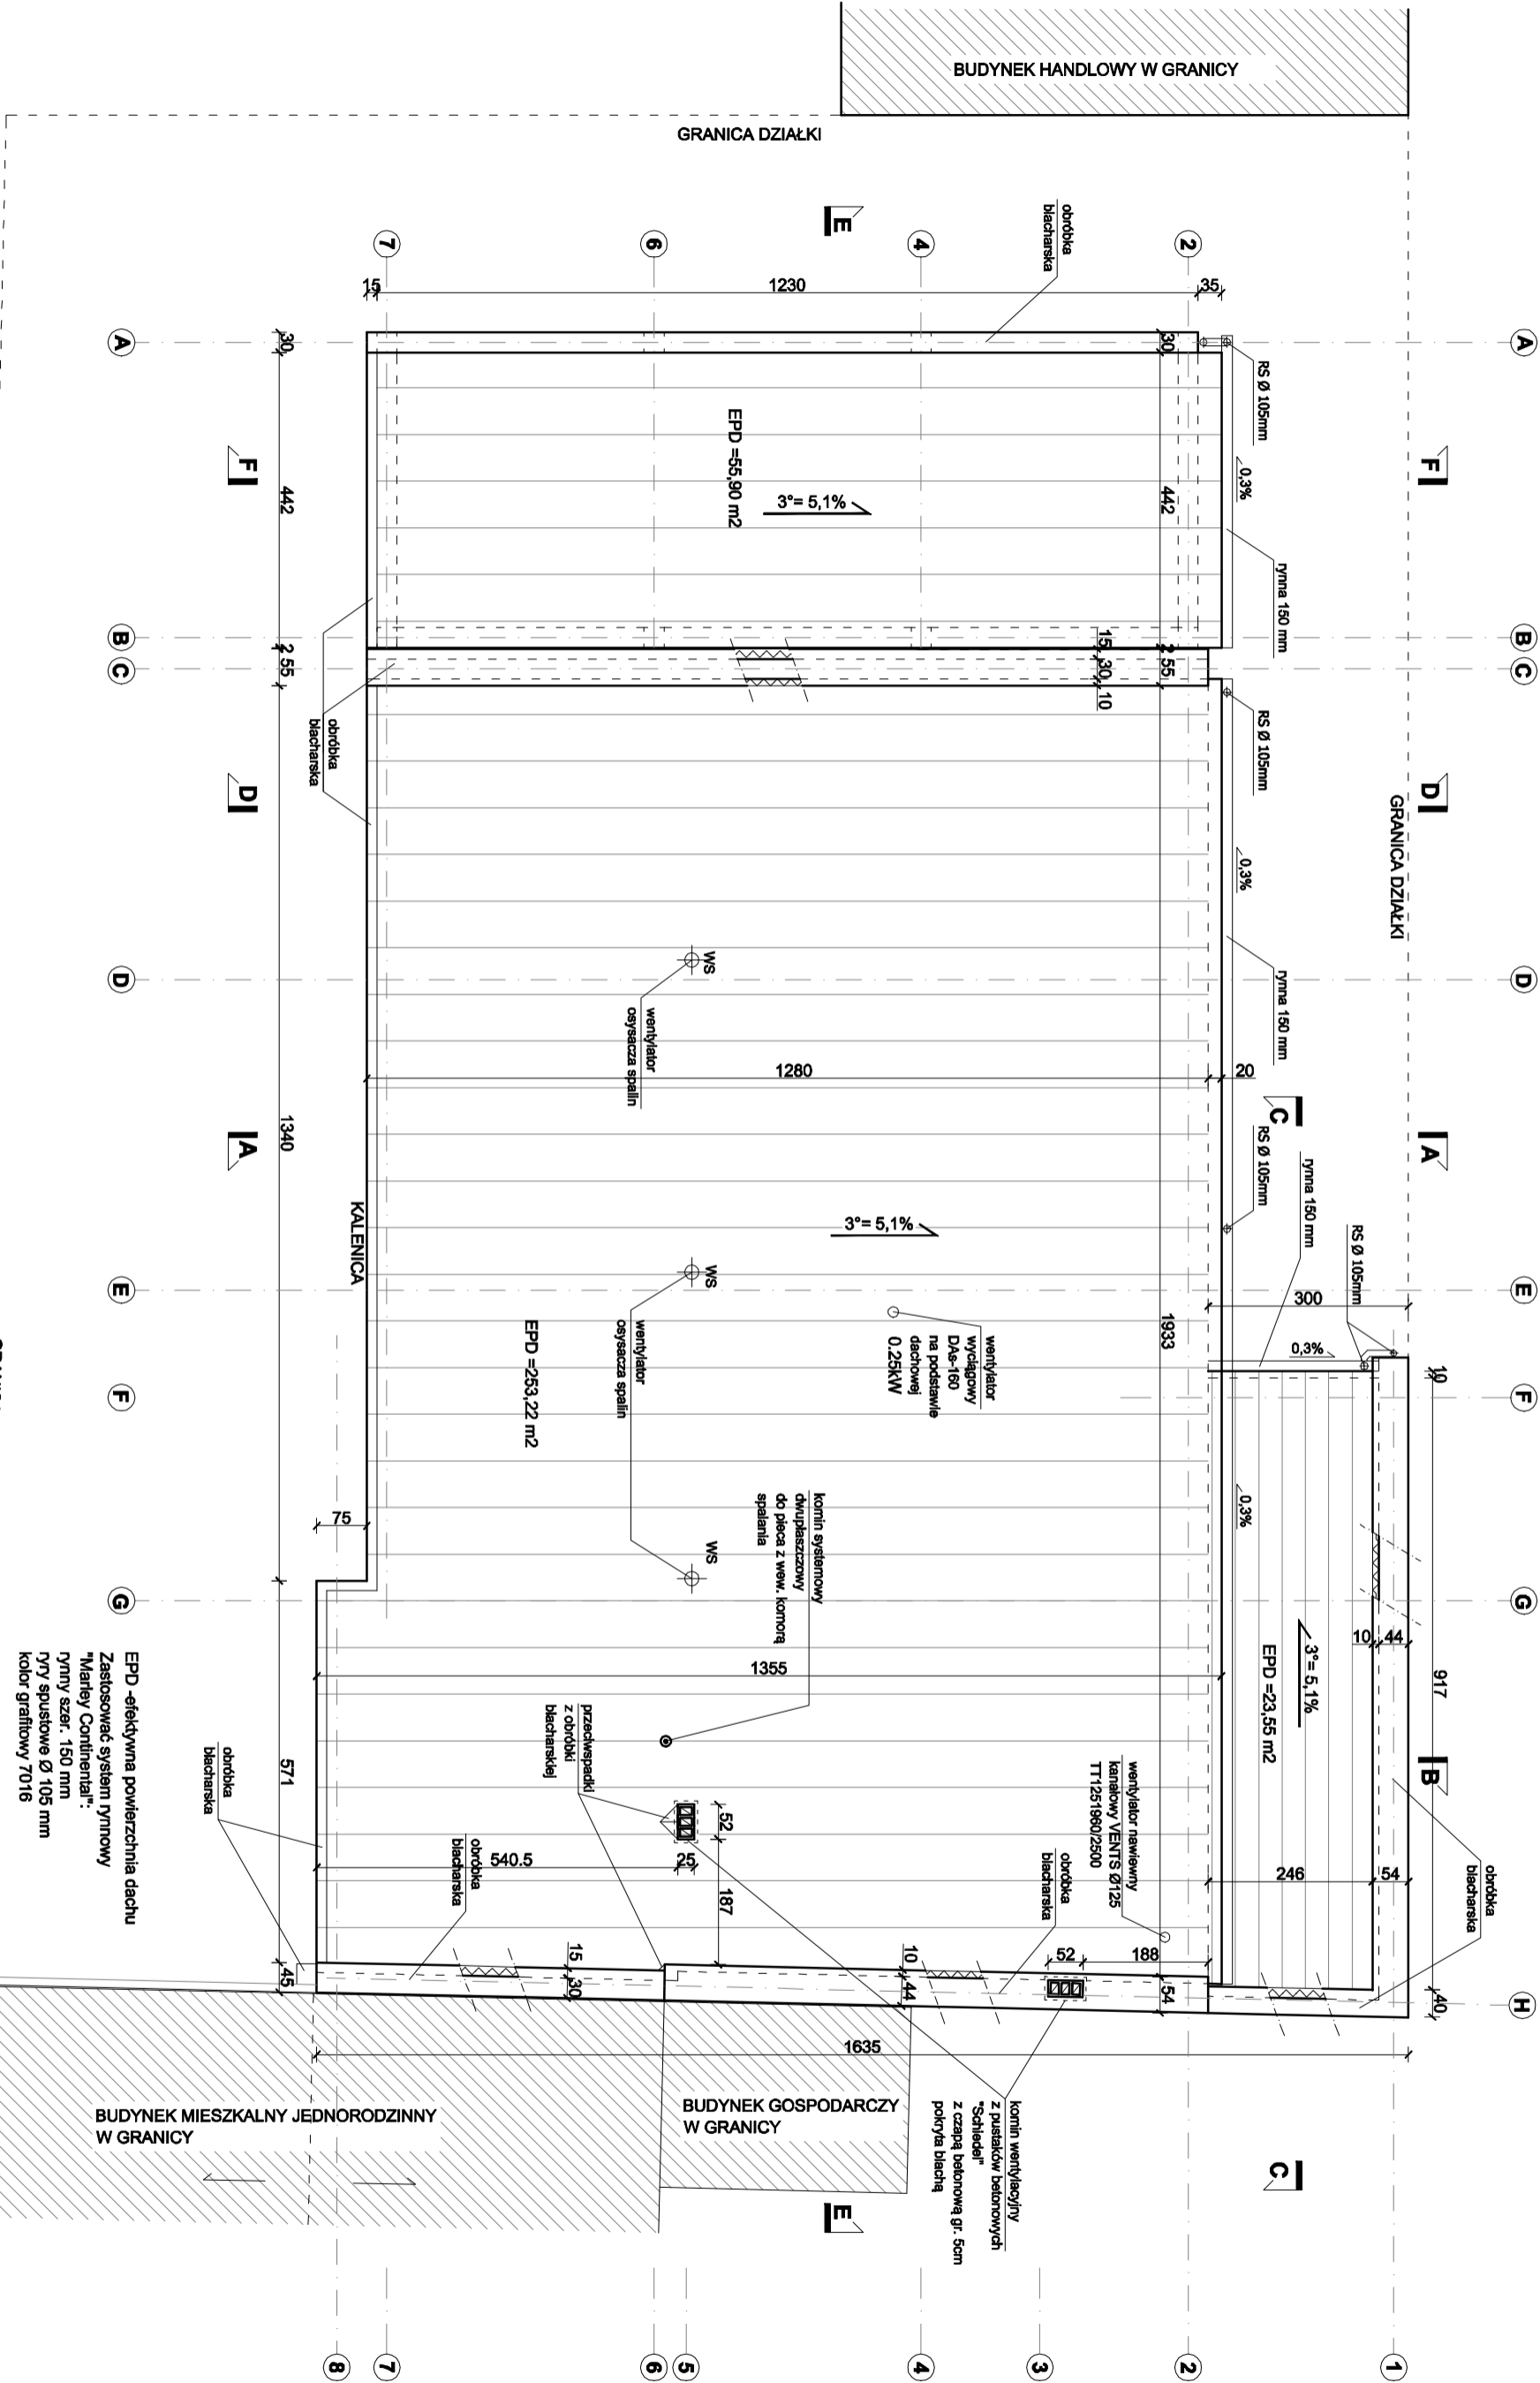 BUDYNEK HANDLOWY W GRANICY
GRANICA DZIAŁKI
GRANICA DZIAŁKI
E
obróbka
blacharska
7
6
4
2
15
1230
35
A
30
30
A
RS Ø 105mm
F
F
0,3%
442
442
EPD =55,90 m2
3°= 5,1%
rynna 150 mm
B
C
2
55
15
30
10
2
55
B
C
obróbka
blacharska
RS Ø 105mm
D
D
0,3%
D
D
WS
wentylator
osysacza spalin
rynna 150 mm
1280
20
1340
A
A
C
RS Ø 105mm
rynna 150 mm
RS Ø 105mm
KALENICA
3°= 5,1%
E
E
WS
300
1933
wentylator
osysacza spalin
wentylator
wyciągowy
DAs-160
na podstawie
dachowej
0.25kW
0,3%
10
EPD =253,22 m2
F
F
75
WS
0,3%
komin systemowy
dwupłaszczowy
do pieca z wew. komorą
spalania
G
G
10
44
3°= 5,1%
EPD =23,55 m2
917
1355
B
przeciwspadki
z obróbki
blacharskiej
571
obróbka
blacharska
obróbka
blacharska
540.5
25
52
187
wentylator nawiewny
kanałowy VENTS Ø125
TT1251960/2500
obróbka
blacharska
52
188
246
54
obróbka
blacharska
45
15
30
10
44
54
40
H
1635
EPD -efektywna powierzchnia dachu
Zastosować system rynnowy
"Marley Continental":
rynny szer. 150 mm
ryry spustowe Ø 105 mm
kolor grafitowy 7016
BUDYNEK MIESZKALNY JEDNORODZINNY
W GRANICY
BUDYNEK GOSPODARCZY
W GRANICY
komin wentylacyjny
z pustaków betonowych
"Schiedel"
z czapą betonową gr. 5cm
pokryta blachą
E
C
8
7
6
5
4
3
2
1